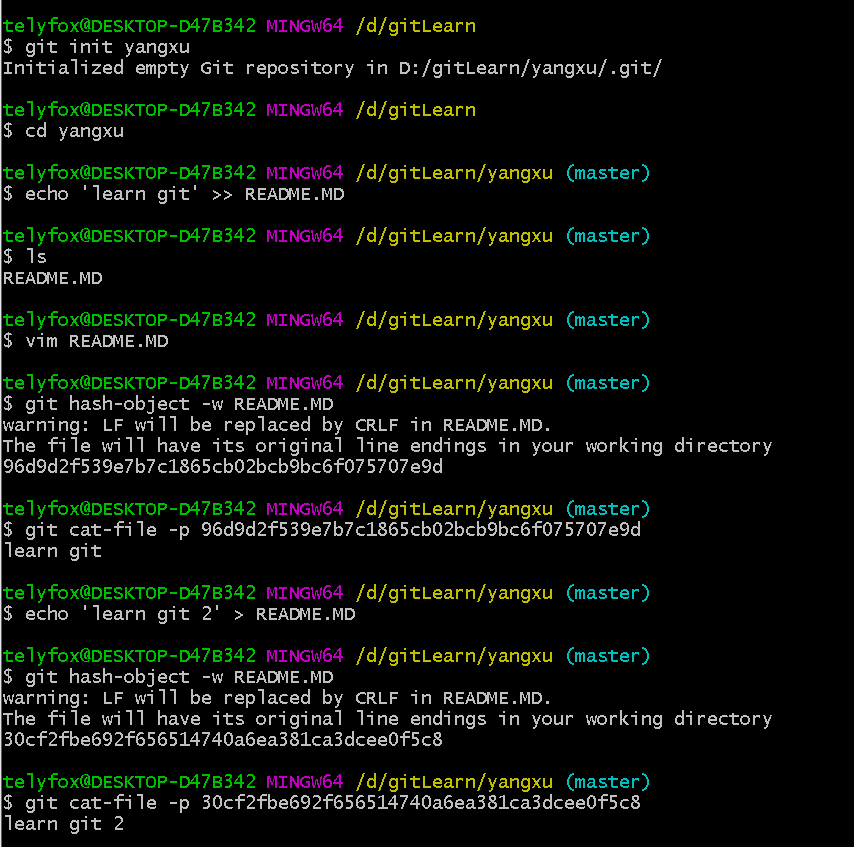 telyfox@DESKTOP-D47B342 MINGW64 /d/gitLearn
$ git init yangxu
Initialized empty Git repository in D:/gitLearn/yangxu/.git/
telyfox@DESKTOP-D47B342 MINGW64 /d/gitLearn
$ cd yangxu
telyfox@DESKTOP-D47B342 MINGW64 /d/gitLearn/yangxu (master)
$ echo 'learn git' >> README.MD
telyfox@DESKTOP-D47B342 MINGW64 /d/gitLearn/yangxu (master)
$ ls
README.MD
telyfox@DESKTOP-D47B342 MINGW64 /d/gitLearn/yangxu (master)
$ vim README.MD
telyfox@DESKTOP-D47B342 MINGW64 /d/gitLearn/yangxu (master)
$ git hash-object -w README.MD
warning: LF will be replaced by CRLF in README.MD.
The file will have its original line endings in your working directory
96d9d2f539e7b7c1865cb02bcb9bc6f075707e9d
telyfox@DESKTOP-D47B342 MINGW64 /d/gitLearn/yangxu (master)
$ git cat-file -p 96d9d2f539e7b7c1865cb02bcb9bc6f075707e9d
learn git
telyfox@DESKTOP-D47B342 MINGW64 /d/gitLearn/yangxu (master)
$ echo 'learn git 2' > README.MD
telyfox@DESKTOP-D47B342 MINGW64 /d/gitLearn/yangxu (master)
$ git hash-object -w README.MD
warning: LF will be replaced by CRLF in README.MD.
The file will have its original line endings in your working directory
30cf2fbe692f656514740a6ea381ca3dcee0f5c8
telyfox@DESKTOP-D47B342 MINGW64 /d/gitLearn/yangxu (master)
$ git cat-file -p 30cf2fbe692f656514740a6ea381ca3dcee0f5c8
learn git 2